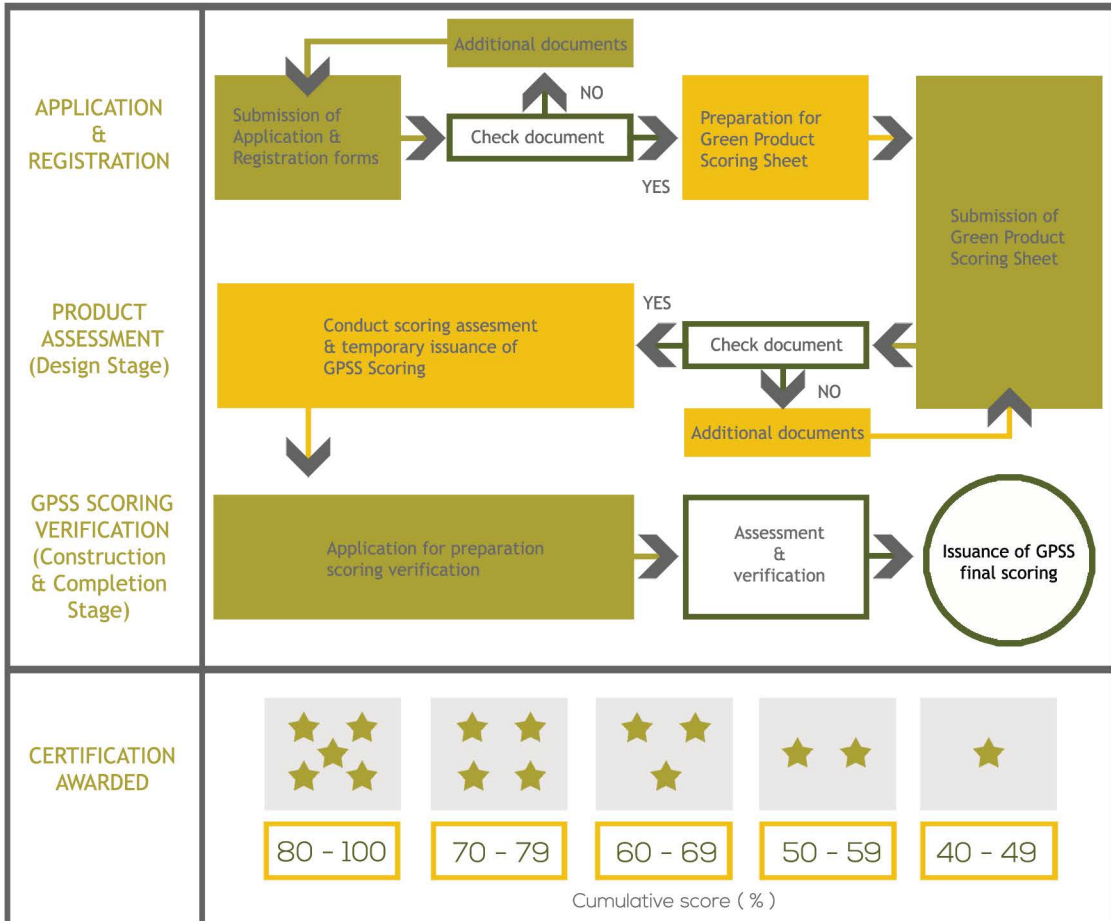 APPLICATION
&
REGISTRATION
Additional documents
Submission of
Application &
Registration forms
Check document
NO
YES
Preparation for
Green Product
Scoring Sheet
Submission of
Green Product
Scoring Sheet
PRODUCT
ASSESSMENT
(Design Stage)
Conduct scoring assesment
& temporary issuance of
GPSS Scoring
YES
Check document
NO
Additional documents
GPSS SCORING
VERIFICATION
(Construction
& Completion
Stage)
Application for preparation
scoring verification
Assessment
&
verification
Issuance of GPSS
final scoring
CERTIFICATION
AWARDED
80 - 100
70 - 79
60 - 69
50 - 59
40 - 49
Cumulative score ( % )